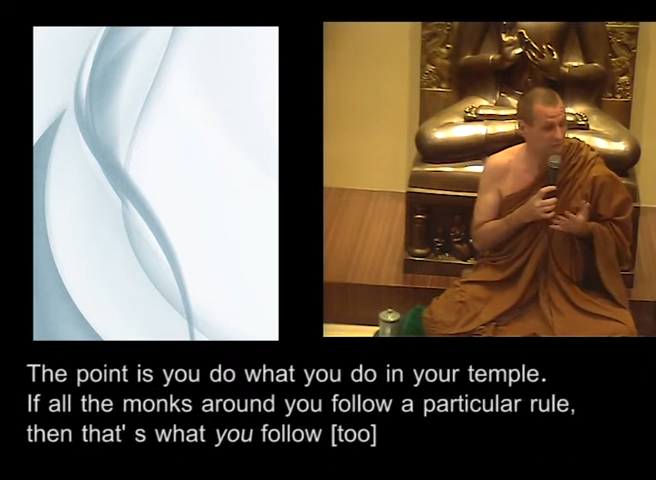 The point is you do what you do in your temple.
If all the monks around you follow a particular rule,
then that' s what you follow [too]